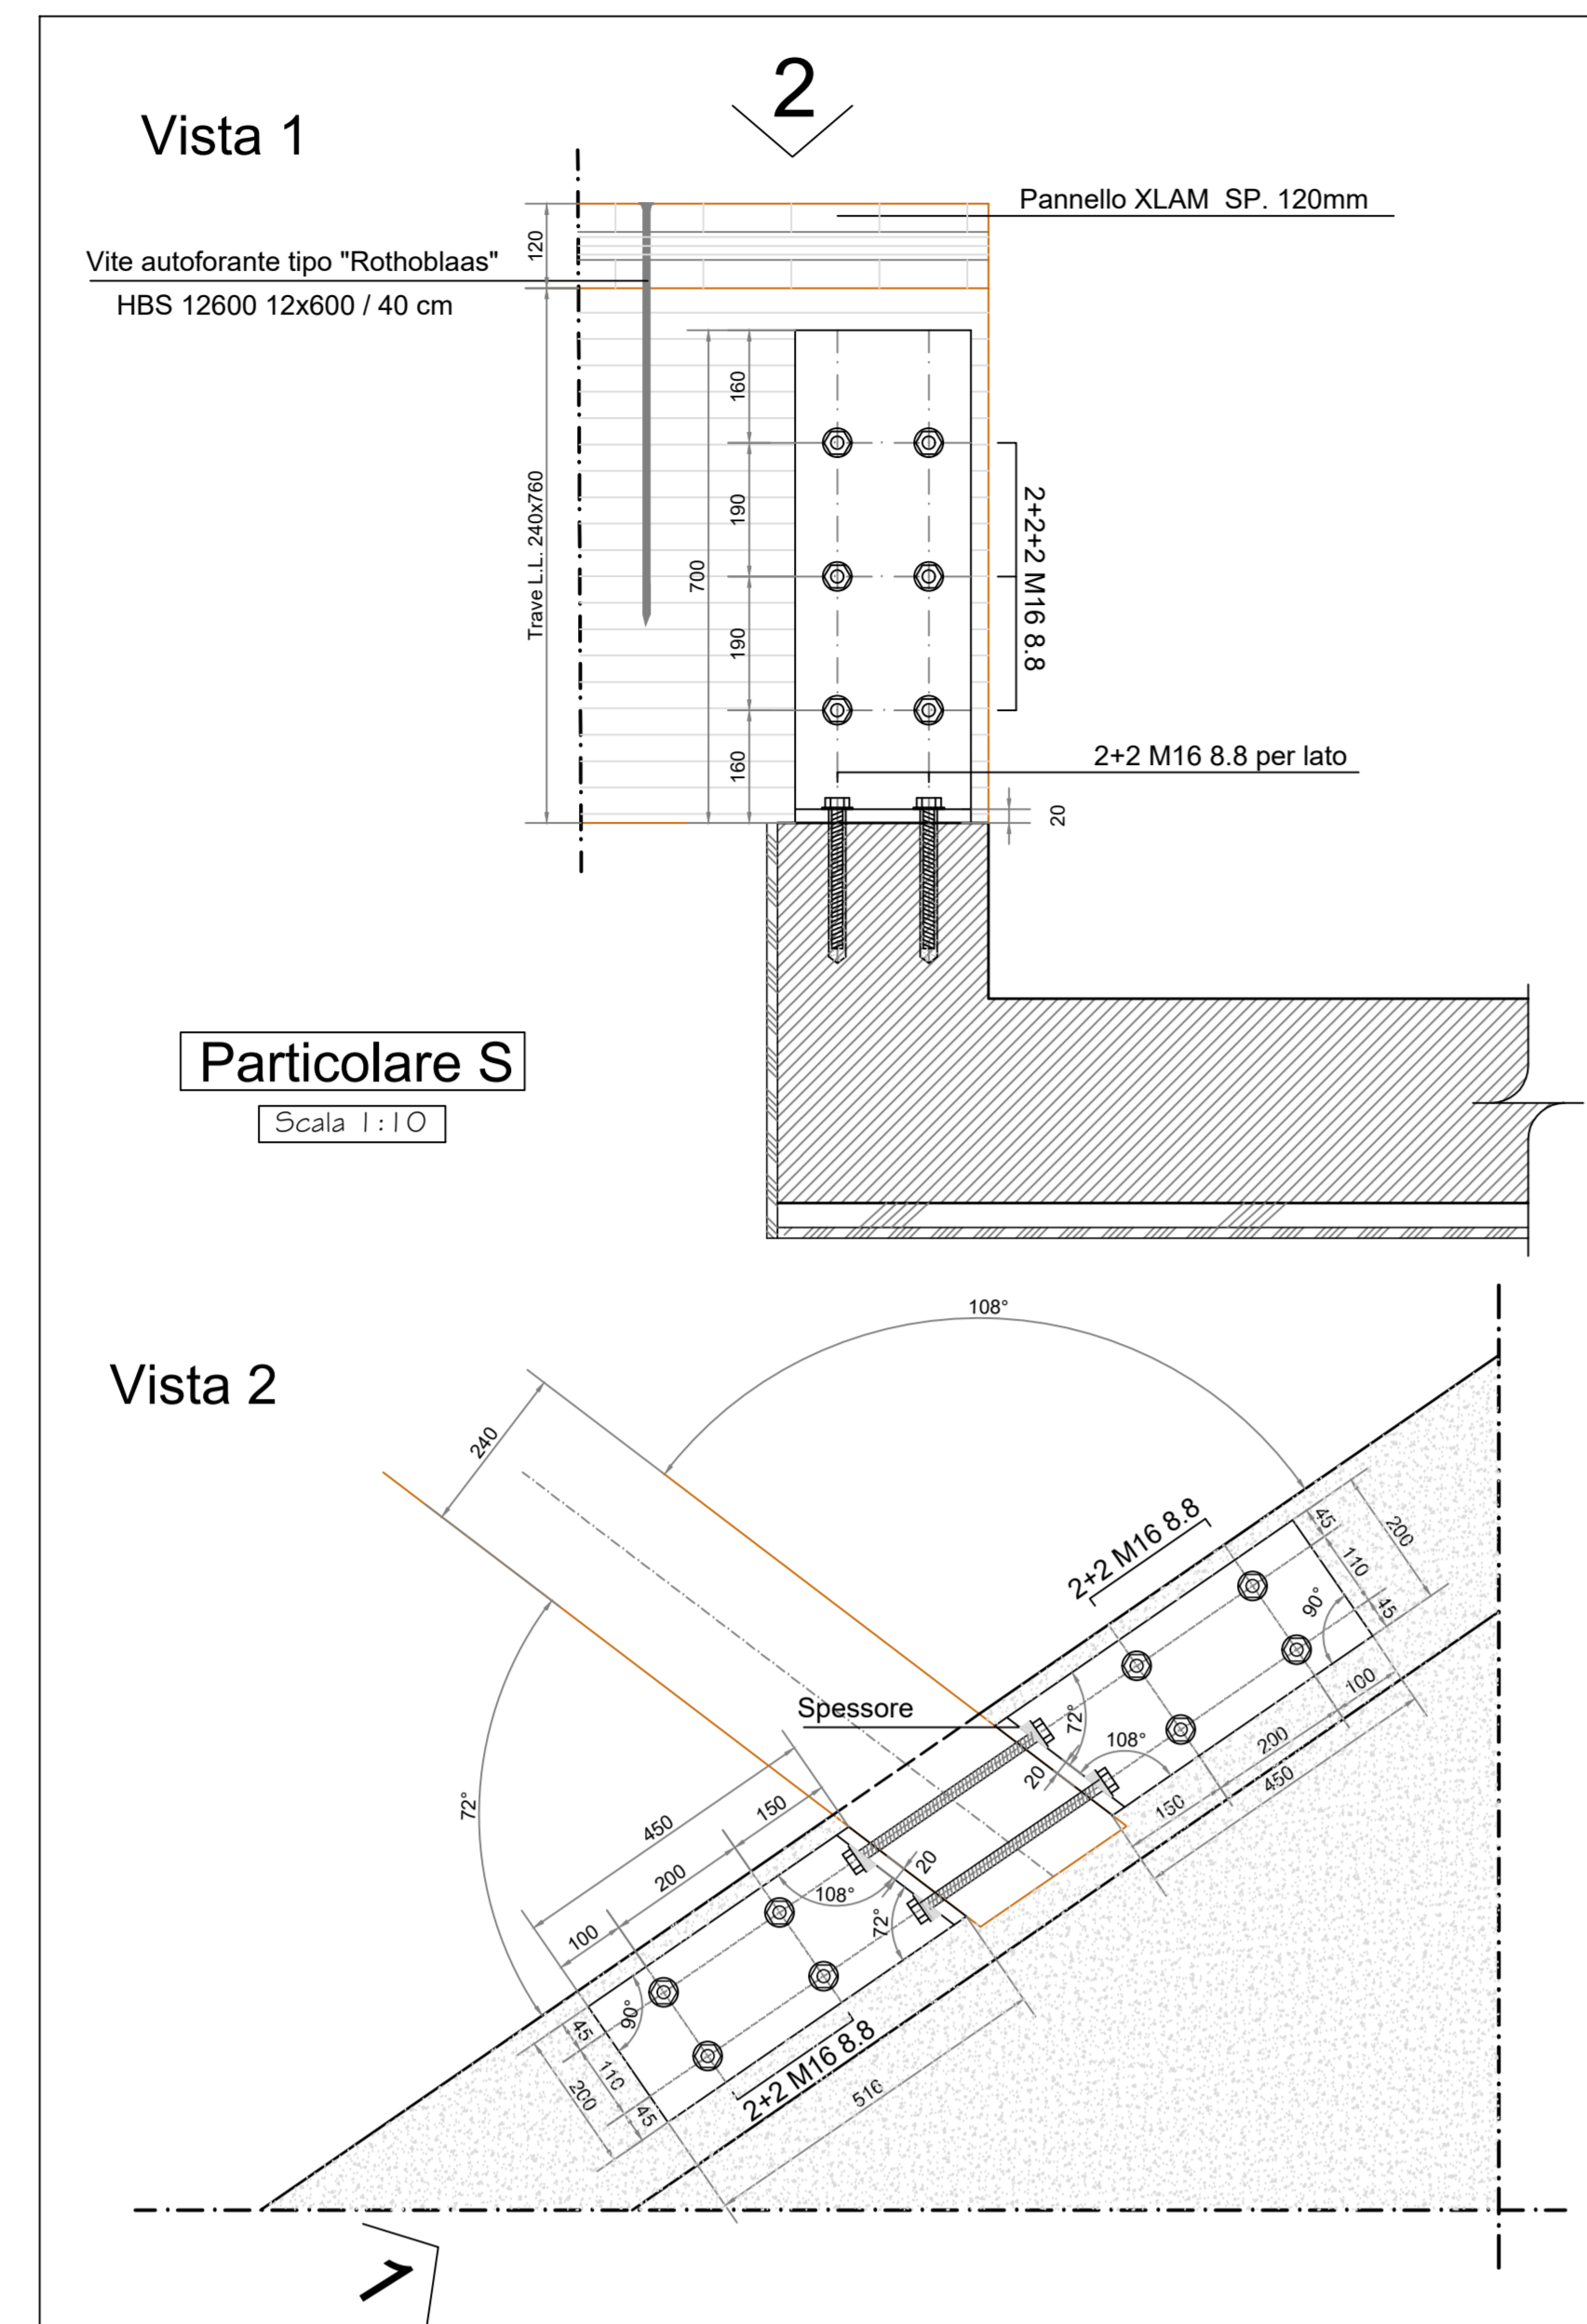 2
Vista 1
Pannello XLAM SP. 120mm
120
Vite autoforante tipo "Rothoblaas"
HBS 12600 12x600 / 40 cm
160
190
190
160
700
Trave L.L. 240x760
2+2+2 M16 8.8
2+2 M16 8.8 per lato
20
Particolare S
Scala 1:10
Vista 2
108°
240
72°
2+2 M16 8.8
45
110
45
200
90°
100
200
450
150
Spessore
72°
108°
20
450
150
200
100
20
108°
72°
90°
45
110
45
200
2+2 M16 8.8
516
1